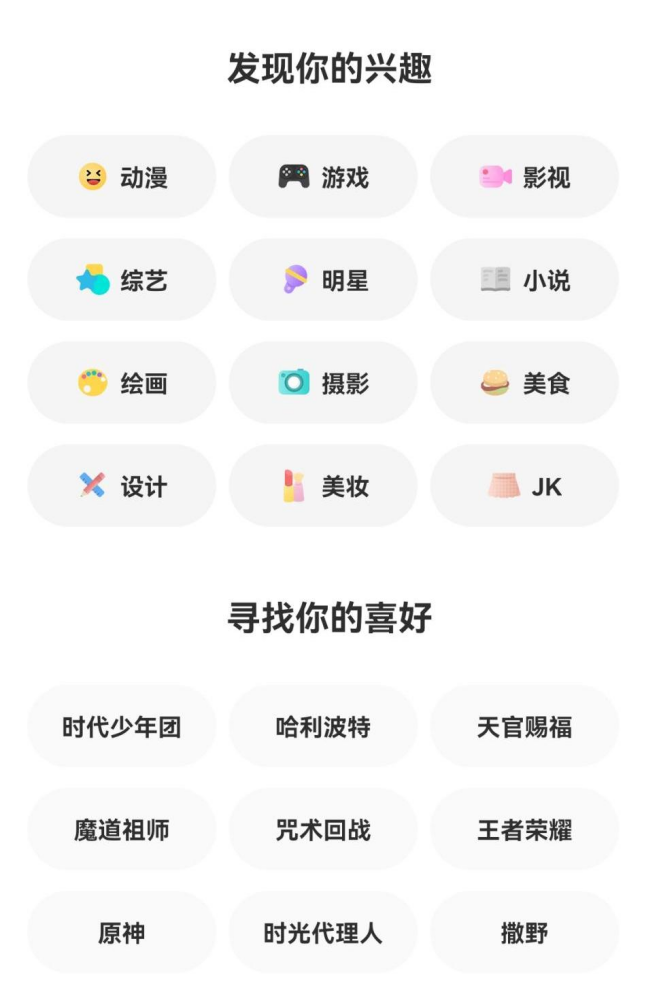 发现你的兴趣
动漫 游戏 影视
综艺 明星 小说
绘画 摄影 美食
设计 美妆 JK
寻找你的喜好
时代少年团 哈利波特 天官赐福
魔道祖师 咒术回战 王者荣耀
原神 时光代理人 撒野